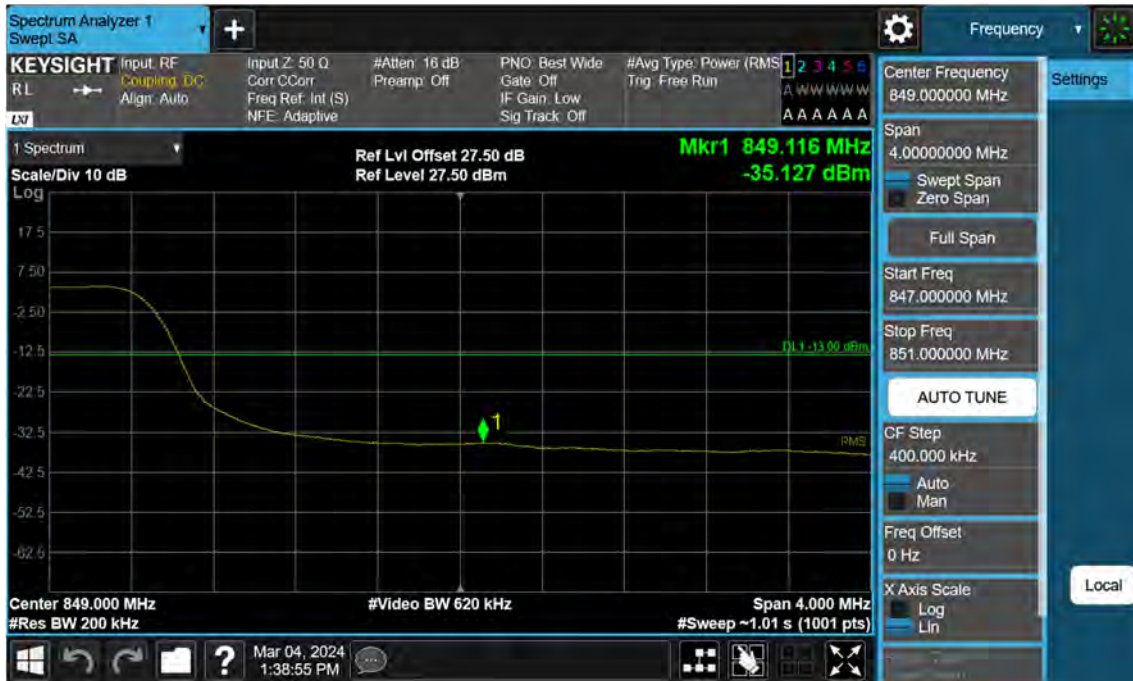 Spectrum Analyzer 1
Swept SA
Frequency
KEYSIGHT
RL
LXI
Input: RF
Coupling: DC
Align: Auto
Input Z: 50 Ω
Corr CCorr
Freq Ref: Int (S)
NFE: Adaptive
#Atten: 16 dB
Preamp: Off
PNO: Best Wide
Gate: Off
IF Gain: Low
Sig Track: Off
#Avg Type: Power (RMS
Trig: Free Run
1 2 3 4 5 6
A W W W W W
A A A A A A
1 Spectrum
Scale/Div 10 dB
Log
Ref Lvl Offset 27.50 dB
Ref Level 27.50 dBm
Mkr1 849.116 MHz
-35.127 dBm
17.5
7.50
-2.50
-12.5
-22.5
-32.5
-42.5
-52.5
-62.5
DL1 -13.00 dBm
1
RMS
Center 849.000 MHz
#Video BW 620 kHz
Span 4.000 MHz
#Res BW 200 kHz
#Sweep ~1.01 s (1001 pts)
Center Frequency
849.000000 MHz
Settings
Span
4.00000000 MHz
Swept Span
Zero Span
Full Span
Start Freq
847.000000 MHz
Stop Freq
851.000000 MHz
AUTO TUNE
CF Step
400.000 kHz
Auto
Man
Freq Offset
0 Hz
X Axis Scale
Log
Lin
Local
Mar 04, 2024
1:38:55 PM